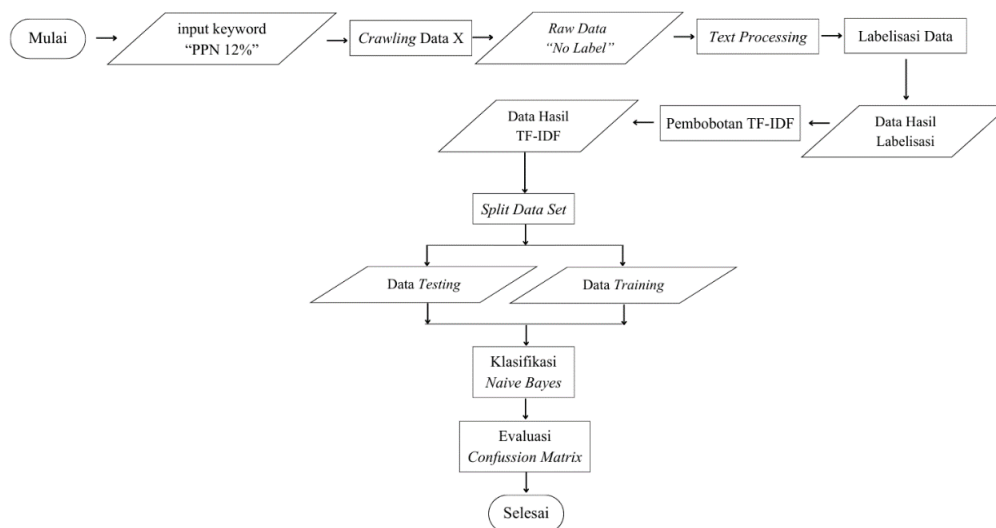 Mulai
input keyword
“PPN 12%”
Crawling Data X
Raw Data
“No Label”
Text Processing
Labelisasi Data
Data Hasil
Labelisasi
Pembobotan TF-IDF
Data Hasil
TF-IDF
Split Data Set
Data Testing
Data Training
Klasifikasi
Naive Bayes
Evaluasi
Confussion Matrix
Selesai